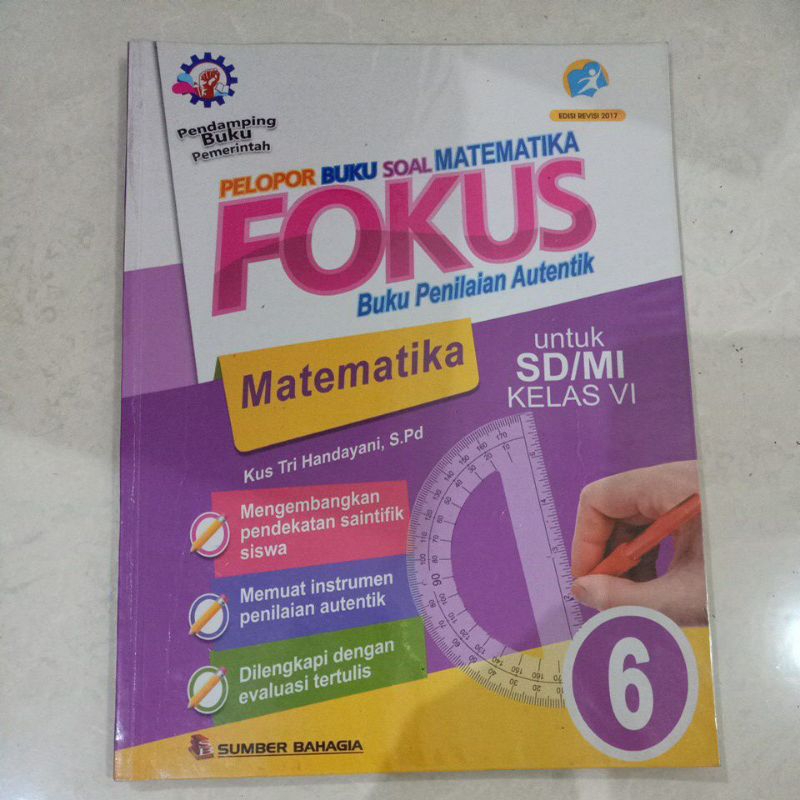 Pendamping
Buku
Pemerintah
EDISI REVISI 2017
PELOPOR BUKU SOAL MATEMATIKA
FOKUS
Buku Penilaian Autentik
Matematika
untuk
SD/MI
KELAS VI
Kus Tri Handayani, S.Pd
Mengembangkan
pendekatan saintifik
siswa
Memuat instrumen
penilaian autentik
Dilengkapi dengan
evaluasi tertulis
6
SUMBER BAHAGIA